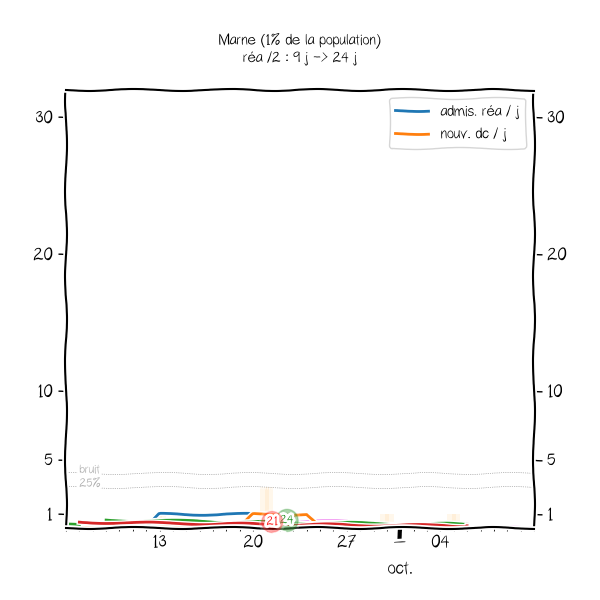 Marne (1% de la population)
réa /2 : 9 j -> 24 j
admis. réa / j
nouv. dc / j
30
30
20
20
10
10
5
5
bruit
25%
1
1
21
24
13
20
27
04
oct.